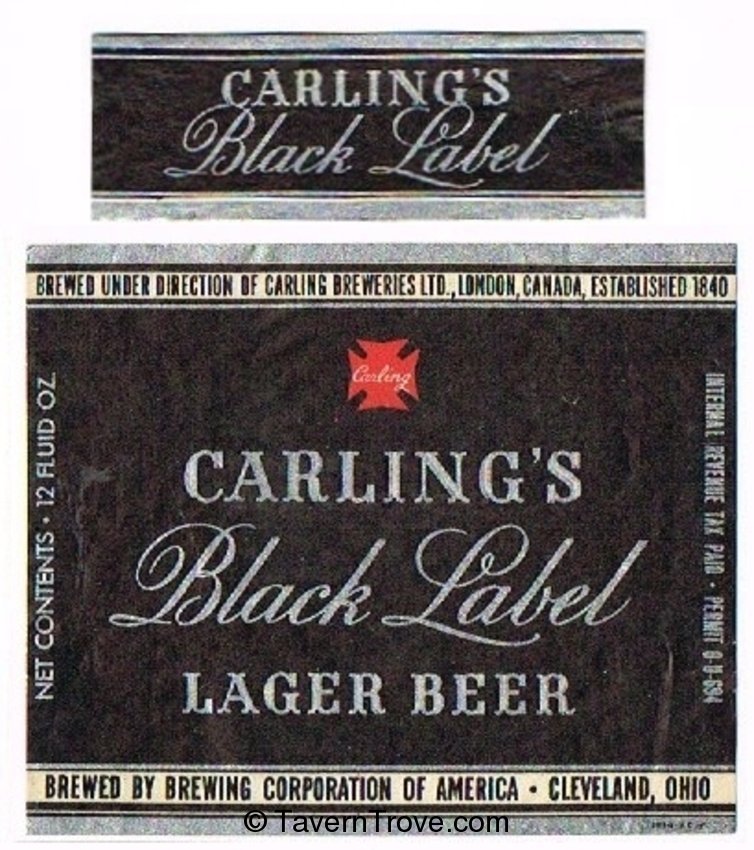 CARLING'S
Black Label
BREWED UNDER DIRECTION OF CARLING BREWERIES LTD., LONDON, CANADA, ESTABLISHED 1840
Carling
NET CONTENTS · 12 FLUID OZ.
CARLING'S
Black Label
LAGER BEER
INTERNAL REVENUE TAX PAID · PERMIT O-U-694
BREWED BY BREWING CORPORATION OF AMERICA · CLEVELAND, OHIO
© TavernTrove.com